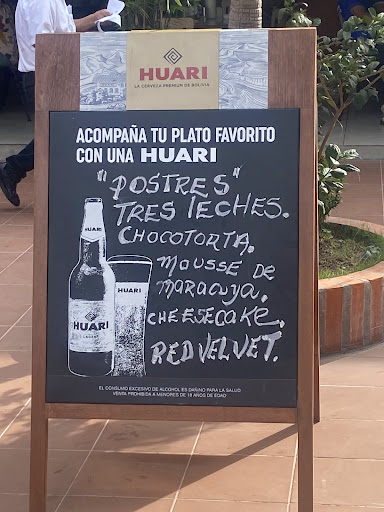 HUARI
LA CERVEZA PREMIUM DE BOLIVIA
ACOMPAÑA TU PLATO FAVORITO
CON UNA HUARI
"POSTRES"
TRES LECHES.
CHOCOTORTA.
MOUSSE DE
MARACUYA.
CHEESECAKE.
RED VELVET.
HUARI
HUARI
HUARI
EL CONSUMO EXCESIVO DE ALCOHOL ES DAÑINO PARA LA SALUD
VENTA PROHIBIDA A MENORES DE 18 AÑOS DE EDAD